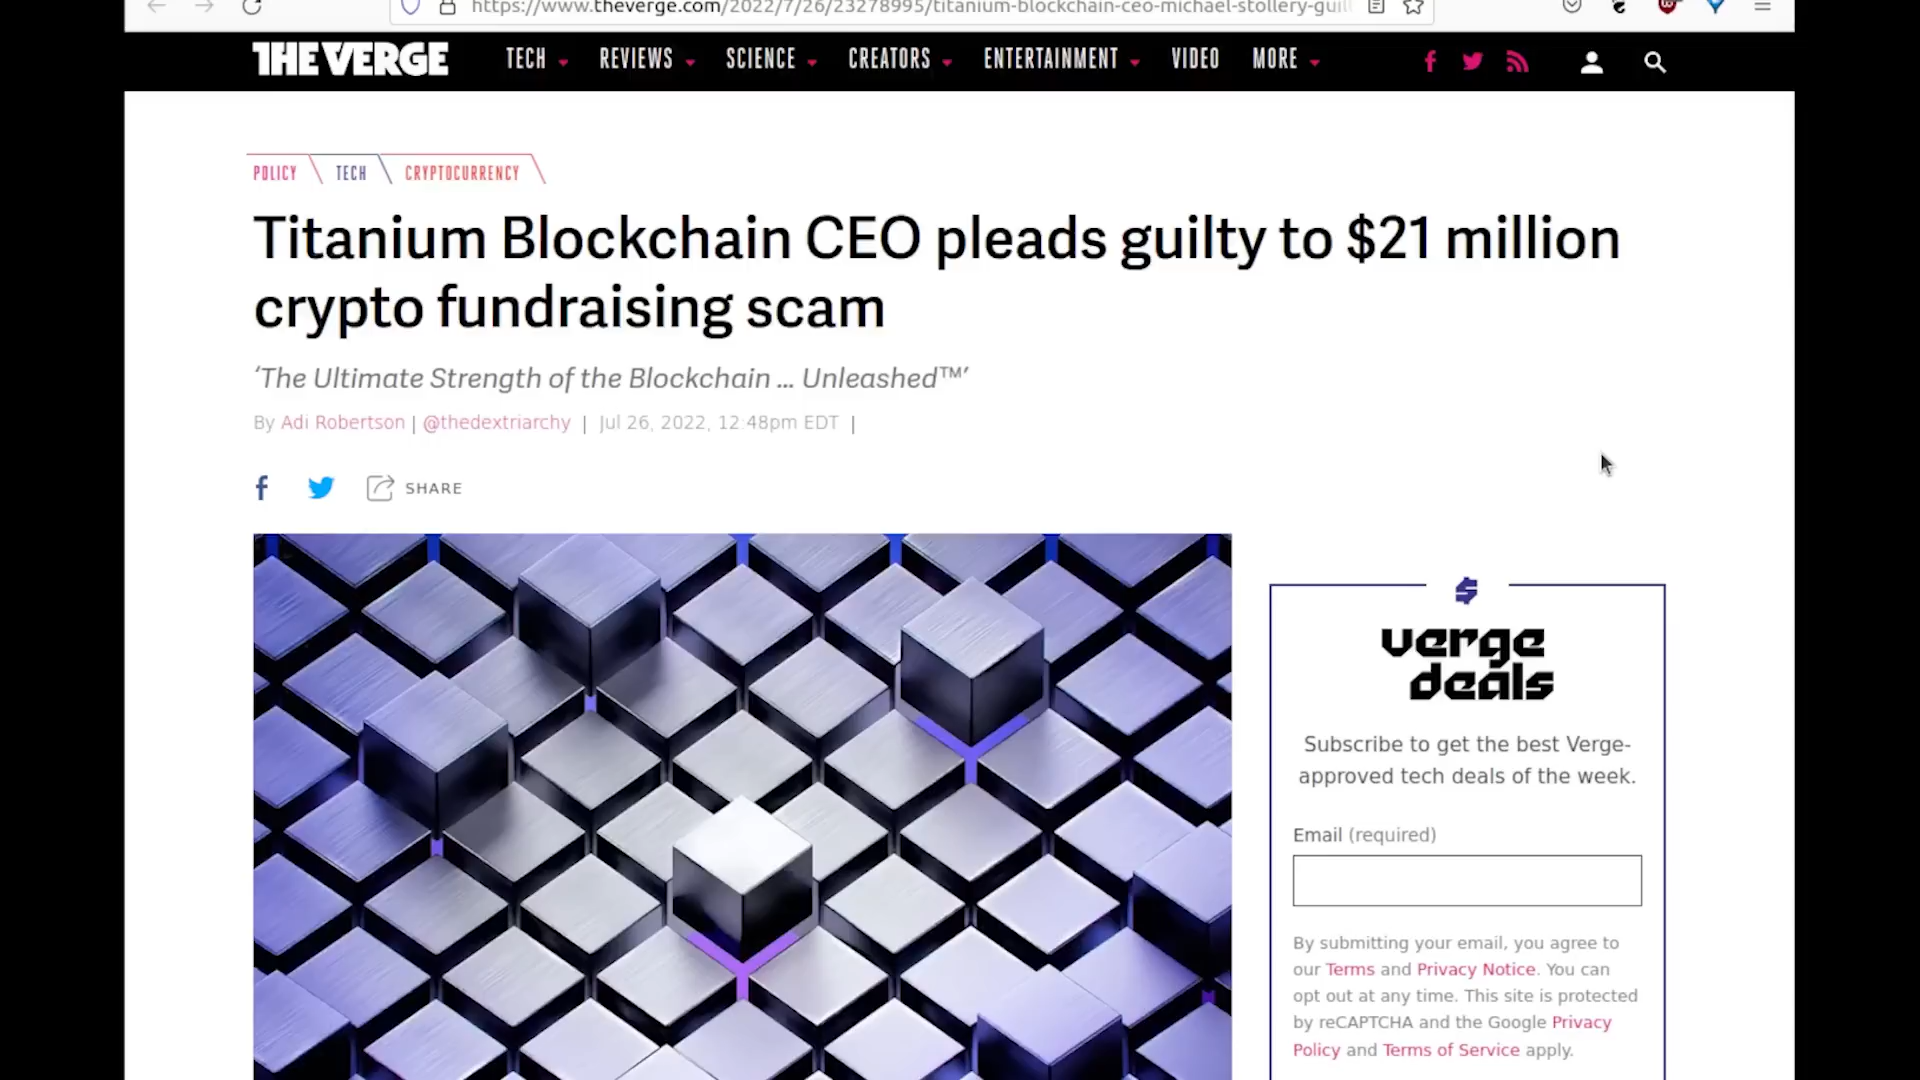 https://www.theverge.com/2022/7/26/23278995/titanium-blockchain-ceo-michael-stollery-guil
THE VERGE TECH REVIEWS SCIENCE CREATORS ENTERTAINMENT VIDEO MORE
POLICY TECH CRYPTOCURRENCY
Titanium Blockchain CEO pleads guilty to $21 million
crypto fundraising scam
‘The Ultimate Strength of the Blockchain ... Unleashed™’
By Adi Robertson | @thedextriarchy | Jul 26, 2022, 12:48pm EDT |
SHARE
verge
deals
Subscribe to get the best Verge-
approved tech deals of the week.
Email (required)
By submitting your email, you agree to
our Terms and Privacy Notice. You can
opt out at any time. This site is protected
by reCAPTCHA and the Google Privacy
Policy and Terms of Service apply.